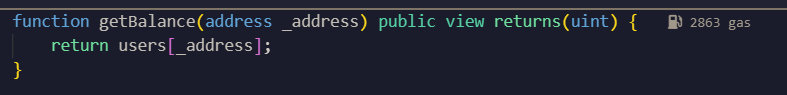 function getBalance(address _address) public view returns(uint) { 2863 gas
return users[_address];
}